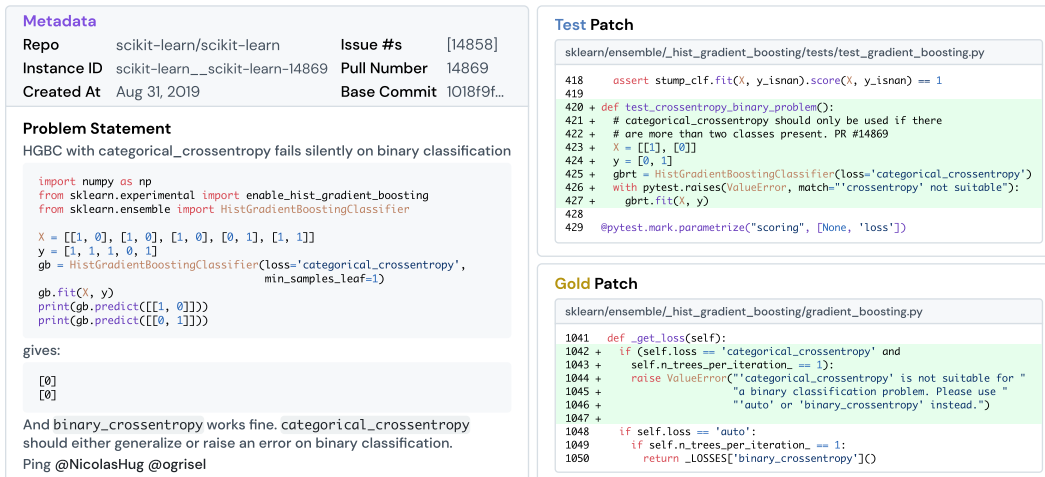 Metadata
Repo scikit-learn/scikit-learn Issue #s [14858]
Instance ID scikit-learn__scikit-learn-14869 Pull Number 14869
Created At Aug 31, 2019 Base Commit 1018f9f...
Problem Statement
HGBC with categorical_crossentropy fails silently on binary classification
import numpy as np
from sklearn.experimental import enable_hist_gradient_boosting
from sklearn.ensemble import HistGradientBoostingClassifier
X = [[1, 0], [1, 0], [1, 0], [0, 1], [1, 1]]
y = [1, 1, 1, 0, 1]
gb = HistGradientBoostingClassifier(loss='categorical_crossentropy',
min_samples_leaf=1)
gb.fit(X, y)
print(gb.predict([[1, 0]]))
print(gb.predict([[0, 1]]))
gives:
[0]
[0]
And binary_crossentropy works fine. categorical_crossentropy
should either generalize or raise an error on binary classification.
Ping @NicolasHug @ogrisel
Test Patch
sklearn/ensemble/_hist_gradient_boosting/tests/test_gradient_boosting.py
418 assert stump_clf.fit(X, y_isnan).score(X, y_isnan) == 1
419
420 + def test_crossentropy_binary_problem():
421 + # categorical_crossentropy should only be used if there
422 + # are more than two classes present. PR #14869
423 + X = [[1], [0]]
424 + y = [0, 1]
425 + gbrt = HistGradientBoostingClassifier(loss='categorical_crossentropy')
426 + with pytest.raises(ValueError, match="'crossentropy' not suitable"):
427 + gbrt.fit(X, y)
428
429 @pytest.mark.parametrize("scoring", [None, 'loss'])
Gold Patch
sklearn/ensemble/_hist_gradient_boosting/gradient_boosting.py
1041 def _get_loss(self):
1042 + if (self.loss == 'categorical_crossentropy' and
1043 + self.n_trees_per_iteration_ == 1):
1044 + raise ValueError("'categorical_crossentropy' is not suitable for "
1045 + "a binary classification problem. Please use "
1046 + "'auto' or 'binary_crossentropy' instead.")
1047 +
1048 if self.loss == 'auto':
1049 if self.n_trees_per_iteration_ == 1:
1050 return _LOSSES['binary_crossentropy']()